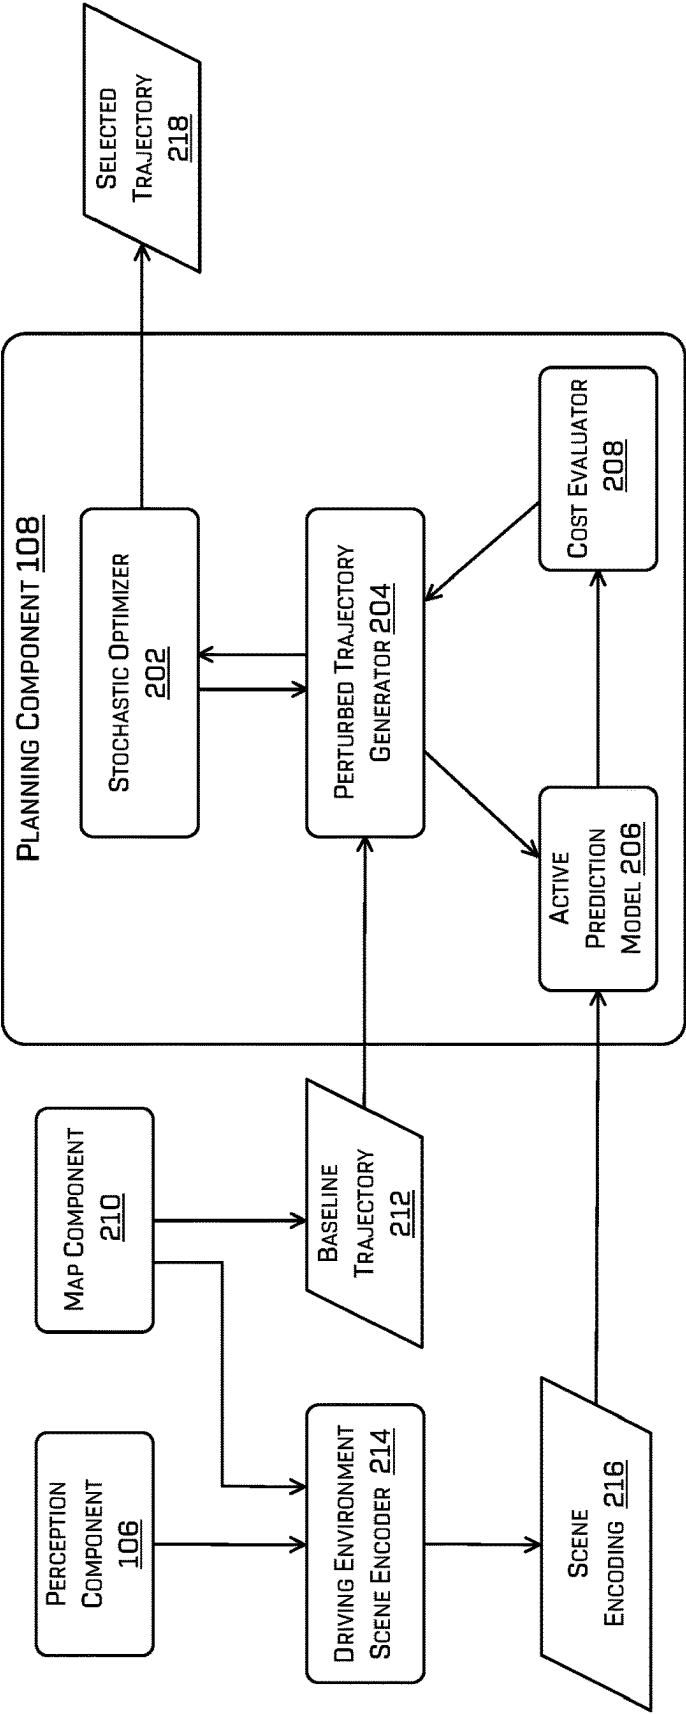 PERCEPTION
COMPONENT
106
MAP COMPONENT
210
PLANNING COMPONENT 108
STOCHASTIC OPTIMIZER
202
SELECTED
TRAJECTORY
218
DRIVING ENVIRONMENT
SCENE ENCODER 214
BASELINE
TRAJECTORY
212
PERTURBED TRAJECTORY
GENERATOR 204
SCENE
ENCODING 216
ACTIVE
PREDICTION
MODEL 206
COST EVALUATOR
208